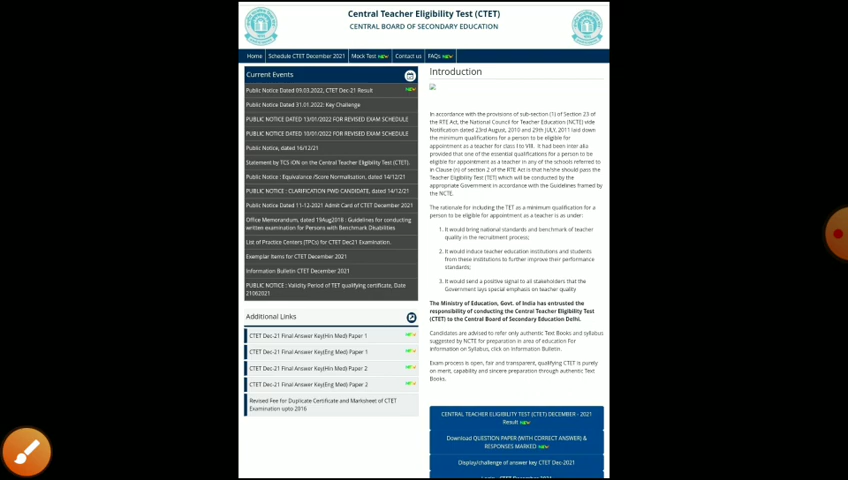 Central Teacher Eligibility Test (CTET)
CENTRAL BOARD OF SECONDARY EDUCATION
Home
Schedule CTET December 2021
Mock Test NEW
Contact us
FAQs NEW
Current Events
Public Notice Dated 09.03.2022, CTET Dec-21 Result
Public Notice Dated 31.01.2022: Key Challenge
PUBLIC NOTICE DATED 13/01/2022 FOR REVISED EXAM SCHEDULE
PUBLIC NOTICE DATED 10/01/2022 FOR REVISED EXAM SCHEDULE
Public Notice, dated 16/12/21
Statement by TCS iON on the Central Teacher Eligibility Test (CTET).
Public Notice : Equivalance /Score Normalisation, dated 14/12/21
PUBLIC NOTICE : CLARIFICATION PWD CANDIDATE, dated 14/12/21
Public Notice Dated 11-12-2021 Admit Card of CTET December 2021
Office Memorandum, dated 19Aug2018 : Guidelines for conducting
written examination for Persons with Benchmark Disabilities
List of Practice Centers (TPCs) for CTET Dec21 Examination.
Exemplar Items for CTET December 2021
Information Bulletin CTET December 2021
PUBLIC NOTICE : Validity Period of TET qualifying certificate, Date
21062021
Additional Links
CTET Dec-21 Final Answer Key(Hin Med) Paper 1
CTET Dec-21 Final Answer Key(Eng Med) Paper 1
CTET Dec-21 Final Answer Key(Hin Med) Paper 2
CTET Dec-21 Final Answer Key(Eng Med) Paper 2
Revised Fee for Duplicate Certificate and Marksheet of CTET
Examination upto 2016
Introduction
In accordance with the provisions of sub-section (1) of Section 23 of
the RTE Act, the National Council for Teacher Education (NCTE) vide
Notification dated 23rd August, 2010 and 29th JULY, 2011 laid down
the minimum qualifications for a person to be eligible for
appointment as a teacher for class I to VIII. It had been inter alia
provided that one of the essential qualifications for a person to be
eligible for appointment as a teacher in any of the schools referred
to in Clause (n) of section 2 of the RTE Act is that he/she should pass the
Teacher Eligibility Test (TET) which will be conducted by the
appropriate Government in accordance with the Guidelines framed by
the NCTE.
The rationale for including the TET as a minimum qualification for a
person to be eligible for appointment as a teacher is as under:
1. It would bring national standards and benchmark of teacher
quality in the recruitment process;
2. It would induce teacher education institutions and students
from these institutions to further improve their performance
standards;
3. It would send a positive signal to all stakeholders that the
Government lays special emphasis on teacher quality
The Ministry of Education, Govt. of India has entrusted the
responsibility of conducting the Central Teacher Eligibility Test
(CTET) to the Central Board of Secondary Education Delhi.
Candidates are advised to refer only authentic Text Books and syllabus
suggested by NCTE for preparation in area of education For
information on Syllabus, click on Information Bulletin.
Exam process is open, fair and transparent, qualifying CTET is purely
on merit, capability and sincere preparation through authentic Text
Books.
CENTRAL TEACHER ELIGIBILITY TEST (CTET) DECEMBER - 2021
Result NEW
Download QUESTION PAPER (WITH CORRECT ANSWER) &
RESPONSES MARKED NEW
Display/challenge of answer key CTET Dec-2021